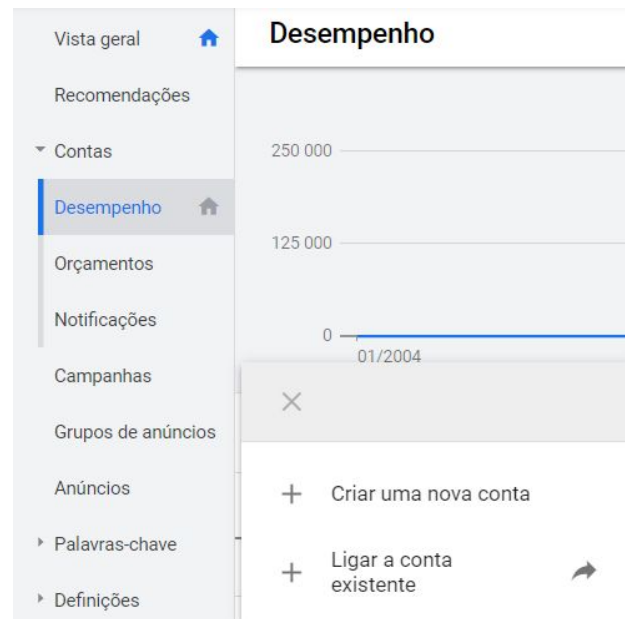 Vista geral
Recomendações
Contas
Desempenho
Orçamentos
Notificações
Campanhas
Grupos de anúncios
Anúncios
Palavras-chave
Definições
Desempenho
250 000
125 000
0
01/2004
Criar uma nova conta
Ligar a conta
existente